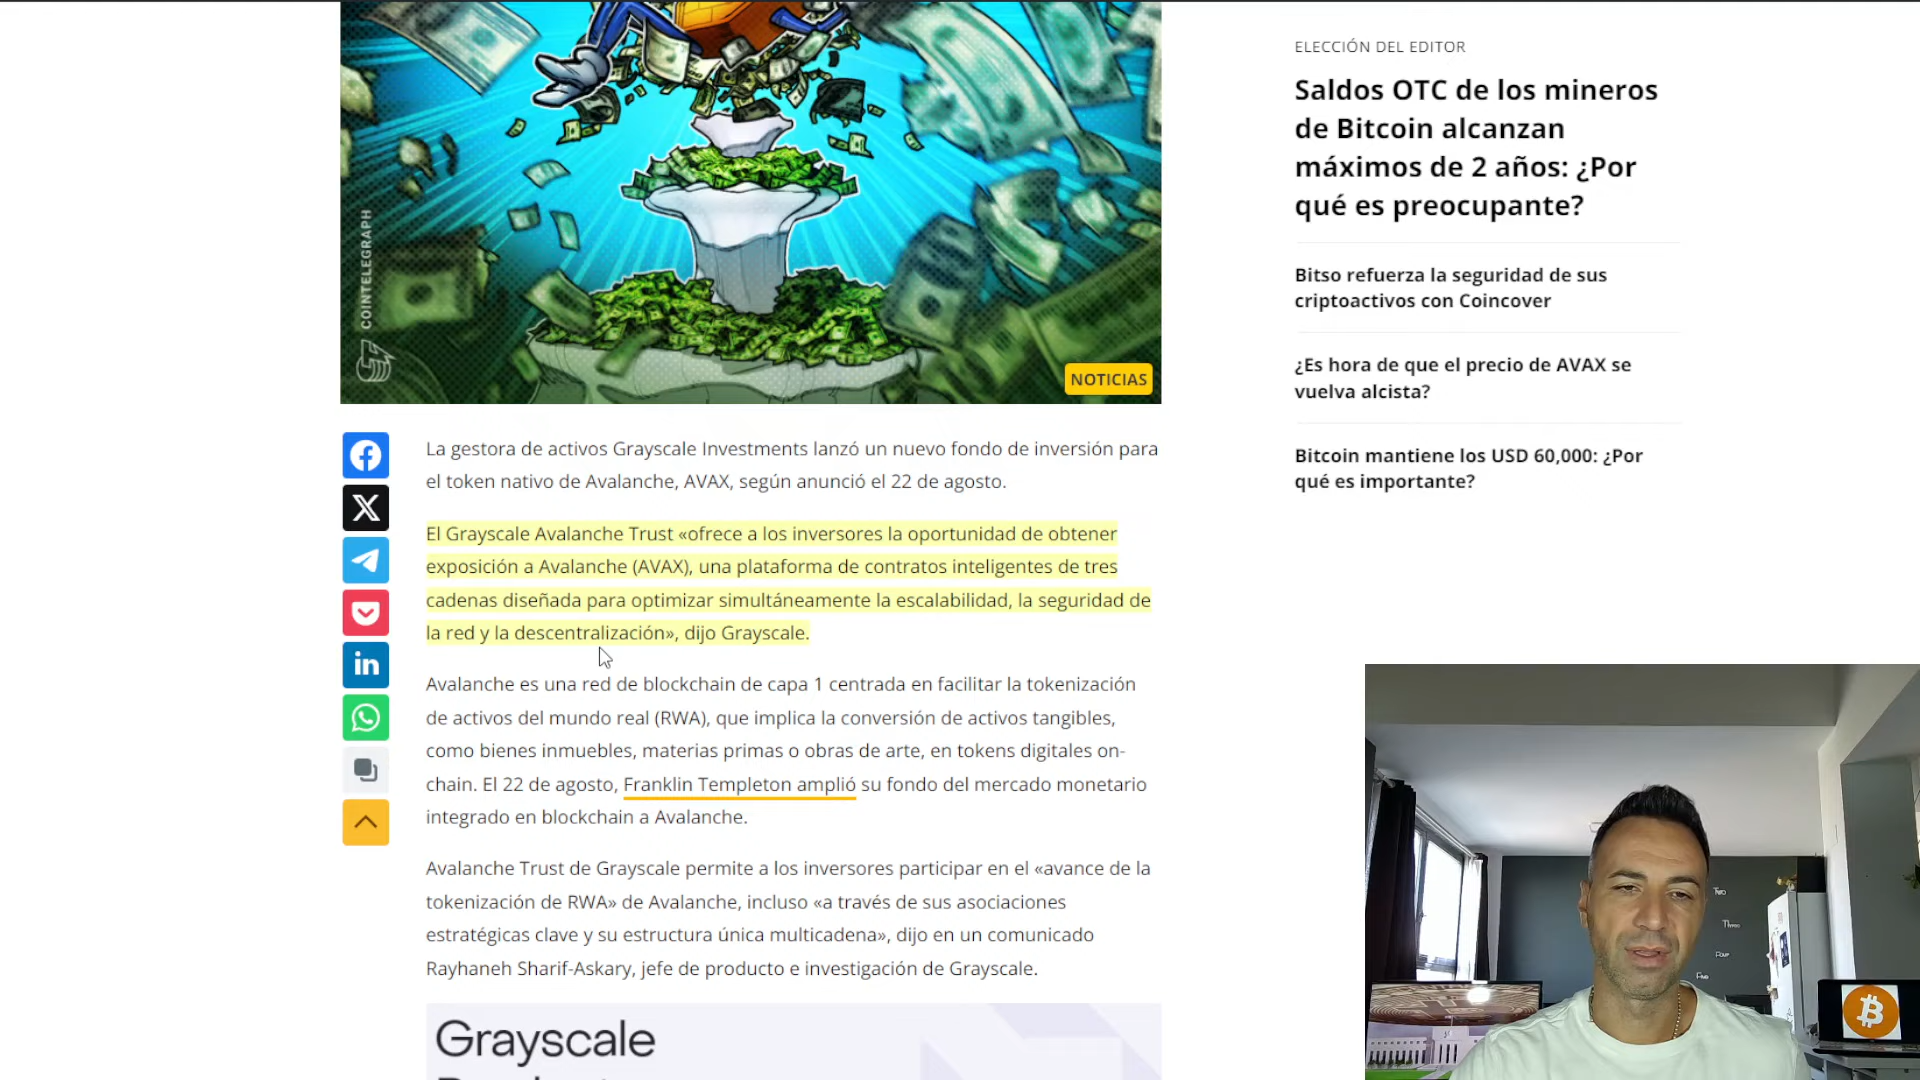 COINTELEGRAPH
NOTICIAS
La gestora de activos Grayscale Investments lanzó un nuevo fondo de inversión para
el token nativo de Avalanche, AVAX, según anunció el 22 de agosto.
El Grayscale Avalanche Trust «ofrece a los inversores la oportunidad de obtener
exposición a Avalanche (AVAX), una plataforma de contratos inteligentes de tres
cadenas diseñada para optimizar simultáneamente la escalabilidad, la seguridad de
la red y la descentralización», dijo Grayscale.
Avalanche es una red de blockchain de capa 1 centrada en facilitar la tokenización
de activos del mundo real (RWA), que implica la conversión de activos tangibles,
como bienes inmuebles, materias primas o obras de arte, en tokens digitales on-
chain. El 22 de agosto, Franklin Templeton amplió su fondo del mercado monetario
integrado en blockchain a Avalanche.
Avalanche Trust de Grayscale permite a los inversores participar en el «avance de la
tokenización de RWA» de Avalanche, incluso «a través de sus asociaciones
estratégicas clave y su estructura única multicadena», dijo en un comunicado
Rayhaneh Sharif-Askary, jefe de producto e investigación de Grayscale.
Grayscale
ELECCIÓN DEL EDITOR
Saldos OTC de los mineros
de Bitcoin alcanzan
máximos de 2 años: ¿Por
qué es preocupante?
Bitso refuerza la seguridad de sus
criptoactivos con Coincover
¿Es hora de que el precio de AVAX se
vuelva alcista?
Bitcoin mantiene los USD 60,000: ¿Por
qué es importante?
Two
Three
Four
Five